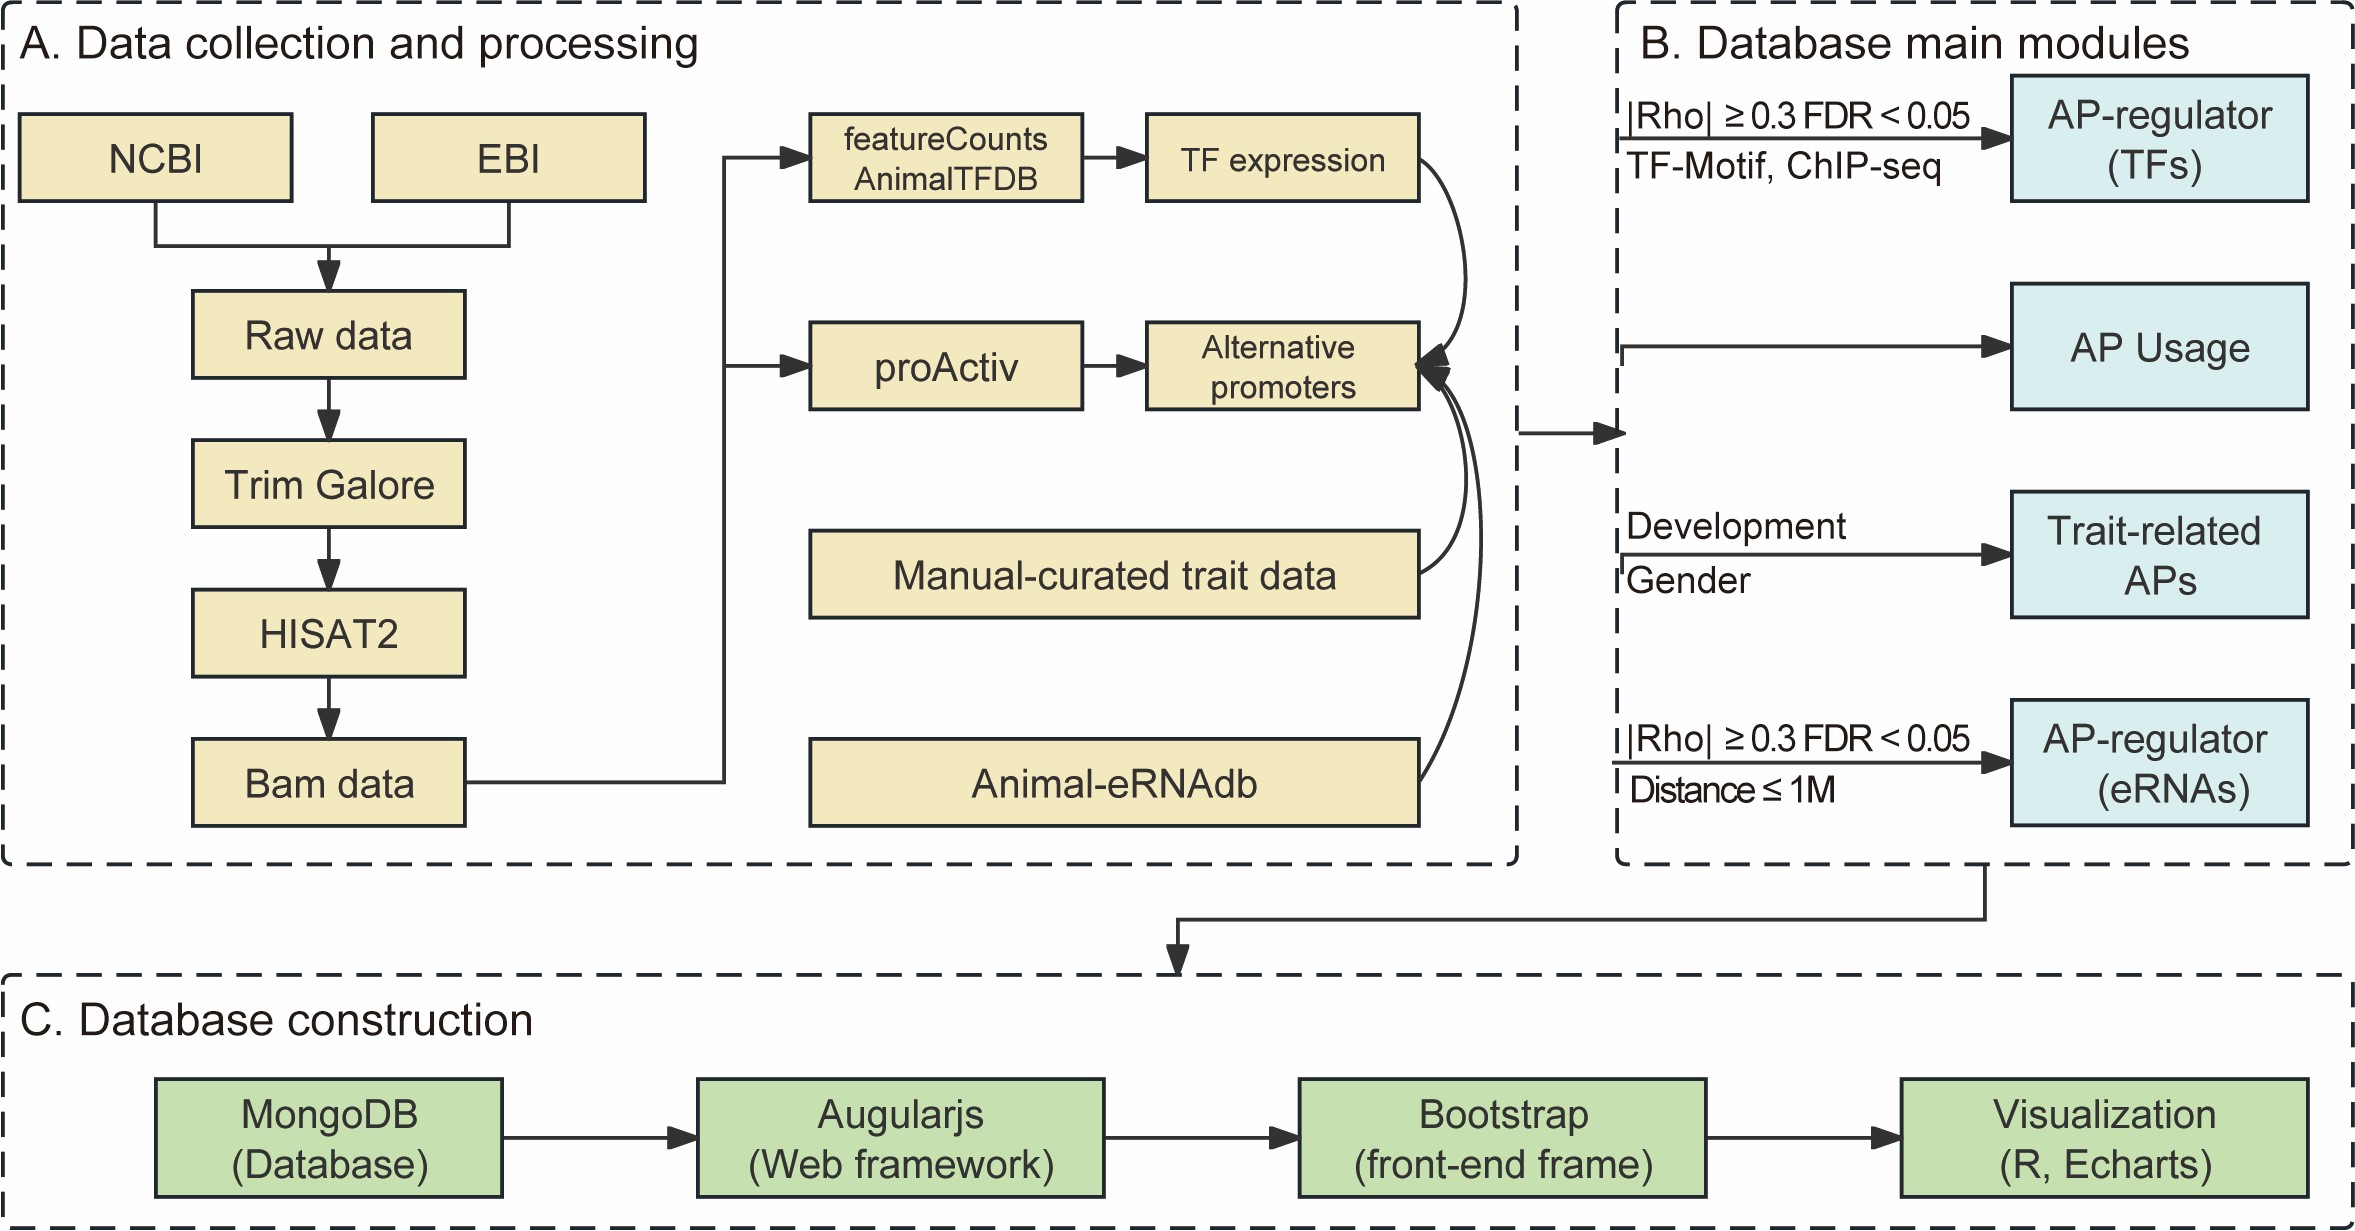 A. Data collection and processing
NCBI
EBI
Raw data
Trim Galore
HISAT2
Bam data
featureCounts
AnimalTFDB
TF expression
proActiv
Alternative
promoters
Manual-curated trait data
Animal-eRNAdb
B. Database main modules
|Rho| ≥ 0.3 FDR < 0.05
TF-Motif, ChIP-seq
AP-regulator
(TFs)
AP Usage
Development
Gender
Trait-related
APs
|Rho| ≥ 0.3 FDR < 0.05
Distance ≤ 1M
AP-regulator
(eRNAs)
C. Database construction
MongoDB
(Database)
Augularjs
(Web framework)
Bootstrap
(front-end frame)
Visualization
(R, Echarts)